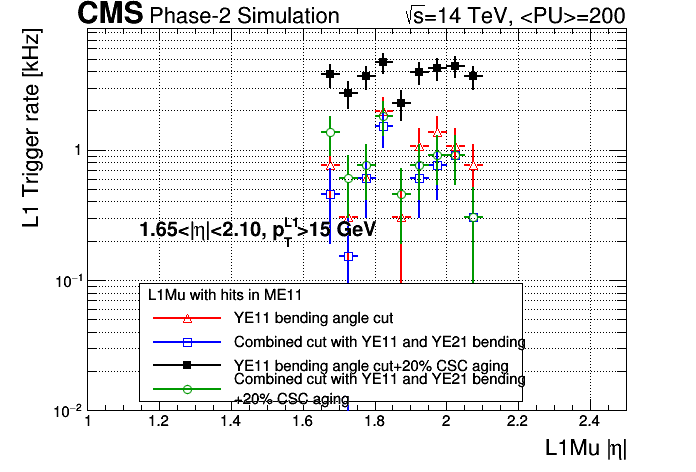 CMS Phase-2 Simulation √s=14 TeV, <PU>=200
L1 Trigger rate [kHz]
1
10⁻¹
10⁻²
1.65<|η|<2.10, p_T^L1>15 GeV
L1Mu with hits in ME11
YE11 bending angle cut
Combined cut with YE11 and YE21 bending
YE11 bending angle cut+20% CSC aging
Combined cut with YE11 and YE21 bending
+20% CSC aging
1 1.2 1.4 1.6 1.8 2 2.2 2.4
L1Mu |η|